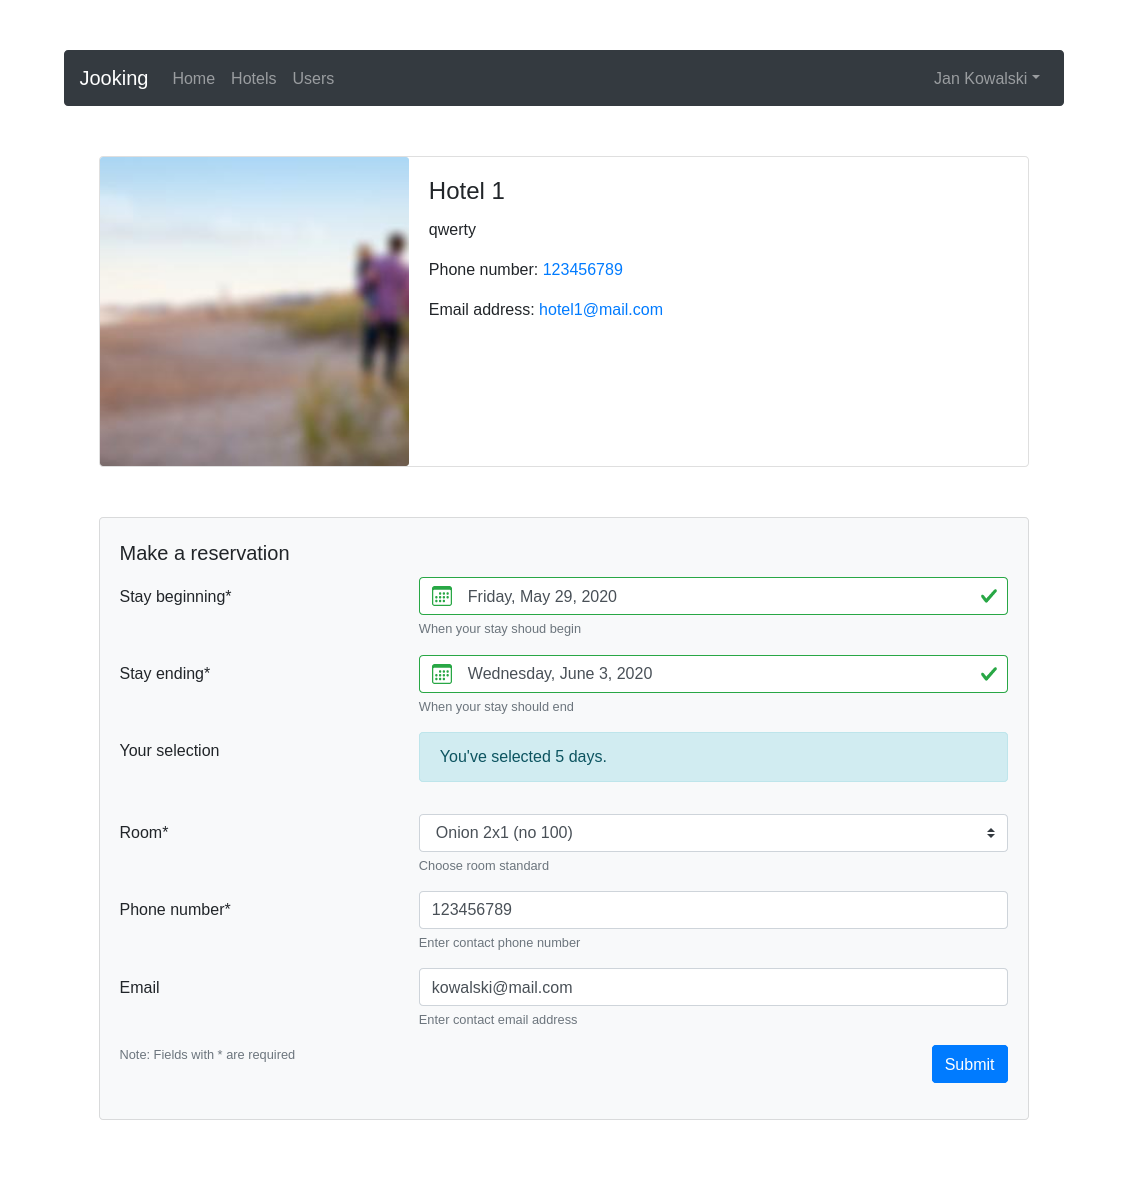 Jooking Home Hotels Users Jan Kowalski
Hotel 1
qwerty
Phone number: 123456789
Email address: hotel1@mail.com
Make a reservation
Stay beginning* Friday, May 29, 2020
When your stay shoud begin
Stay ending* Wednesday, June 3, 2020
When your stay should end
Your selection You've selected 5 days.
Room* Onion 2x1 (no 100)
Choose room standard
Phone number* 123456789
Enter contact phone number
Email kowalski@mail.com
Enter contact email address
Note: Fields with * are required Submit